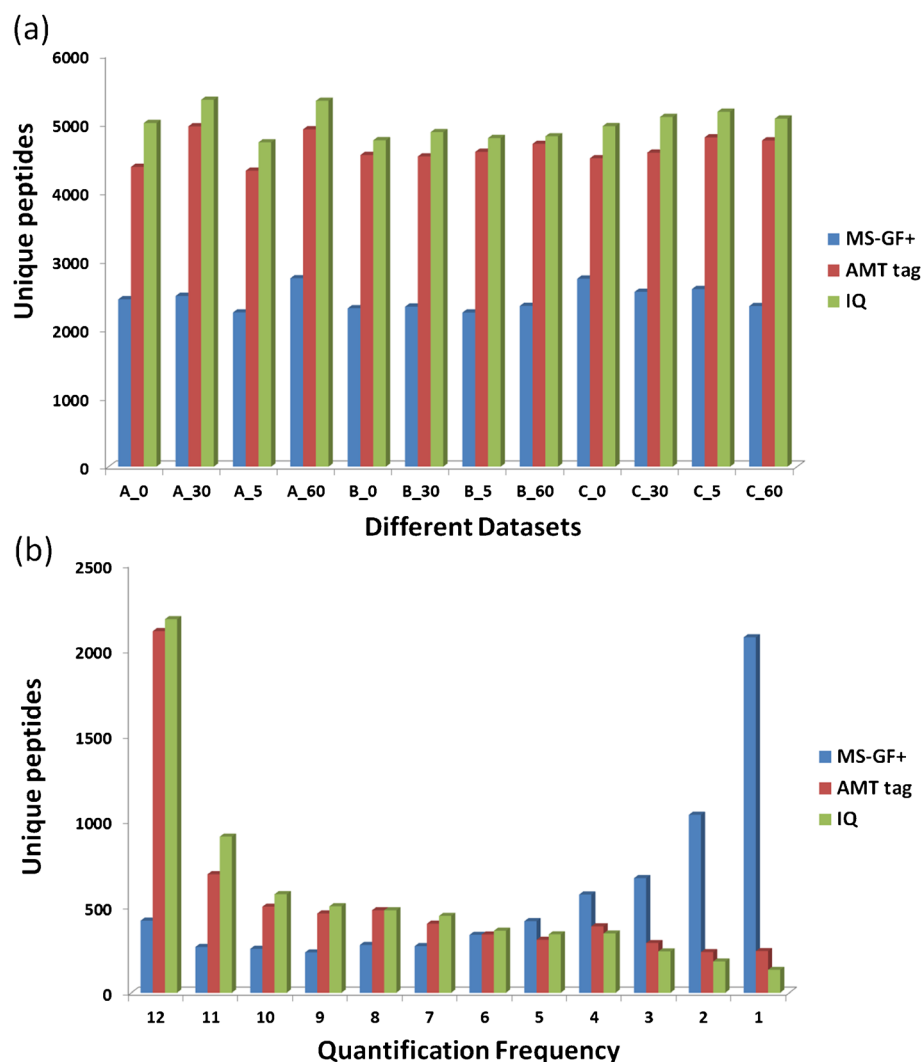 (a)
Unique peptides
6000
5000
4000
3000
2000
1000
0
A_0 A_30 A_5 A_60 B_0 B_30 B_5 B_60 C_0 C_30 C_5 C_60
Different Datasets
MS-GF+
AMT tag
IQ
(b)
Unique peptides
2500
2000
1500
1000
500
0
12 11 10 9 8 7 6 5 4 3 2 1
Quantification Frequency
MS-GF+
AMT tag
IQ